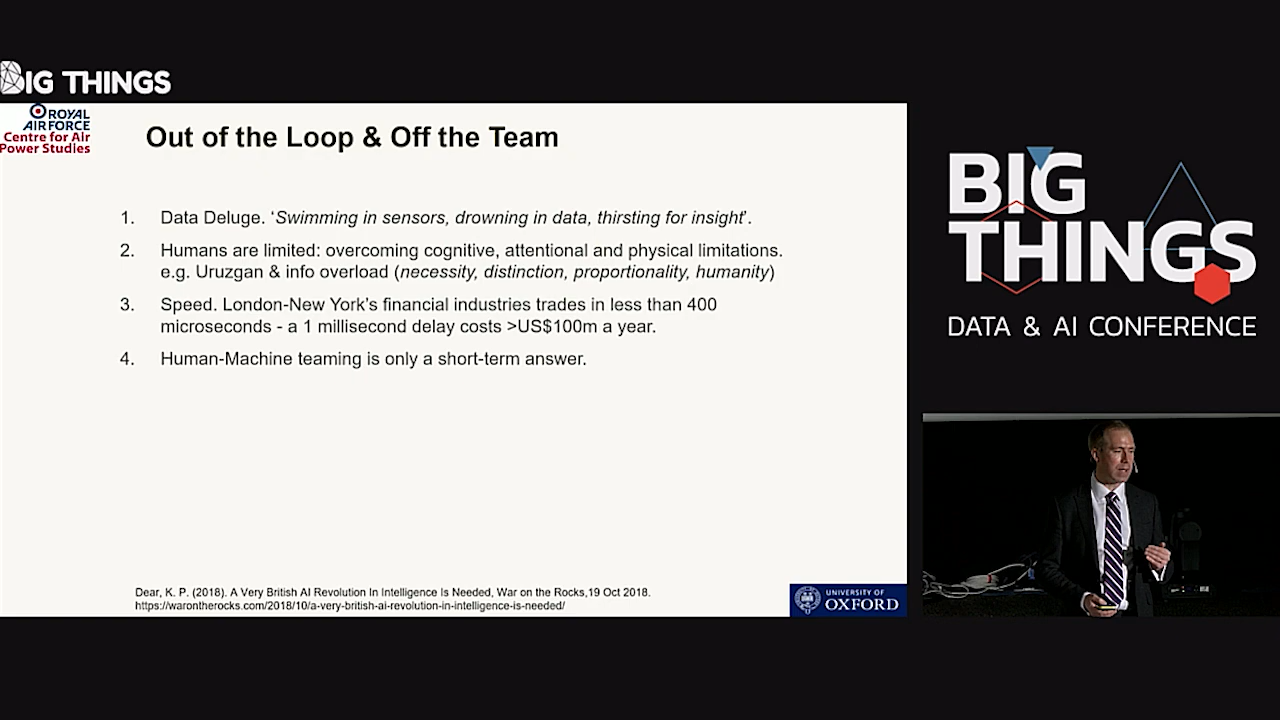 BIG THINGS
ROYAL
AIR FORCE
Centre for Air
Power Studies
Out of the Loop & Off the Team
1. Data Deluge. ‘Swimming in sensors, drowning in data, thirsting for insight’.
2. Humans are limited: overcoming cognitive, attentional and physical limitations.
e.g. Uruzgan & info overload (necessity, distinction, proportionality, humanity)
3. Speed. London-New York’s financial industries trades in less than 400
microseconds - a 1 millisecond delay costs >US$100m a year.
4. Human-Machine teaming is only a short-term answer.
Dear, K. P. (2018). A Very British AI Revolution In Intelligence Is Needed, War on the Rocks,19 Oct 2018.
https://warontherocks.com/2018/10/a-very-british-ai-revolution-in-intelligence-is-needed/
UNIVERSITY OF
OXFORD
BIG
THINGS
DATA & AI CONFERENCE